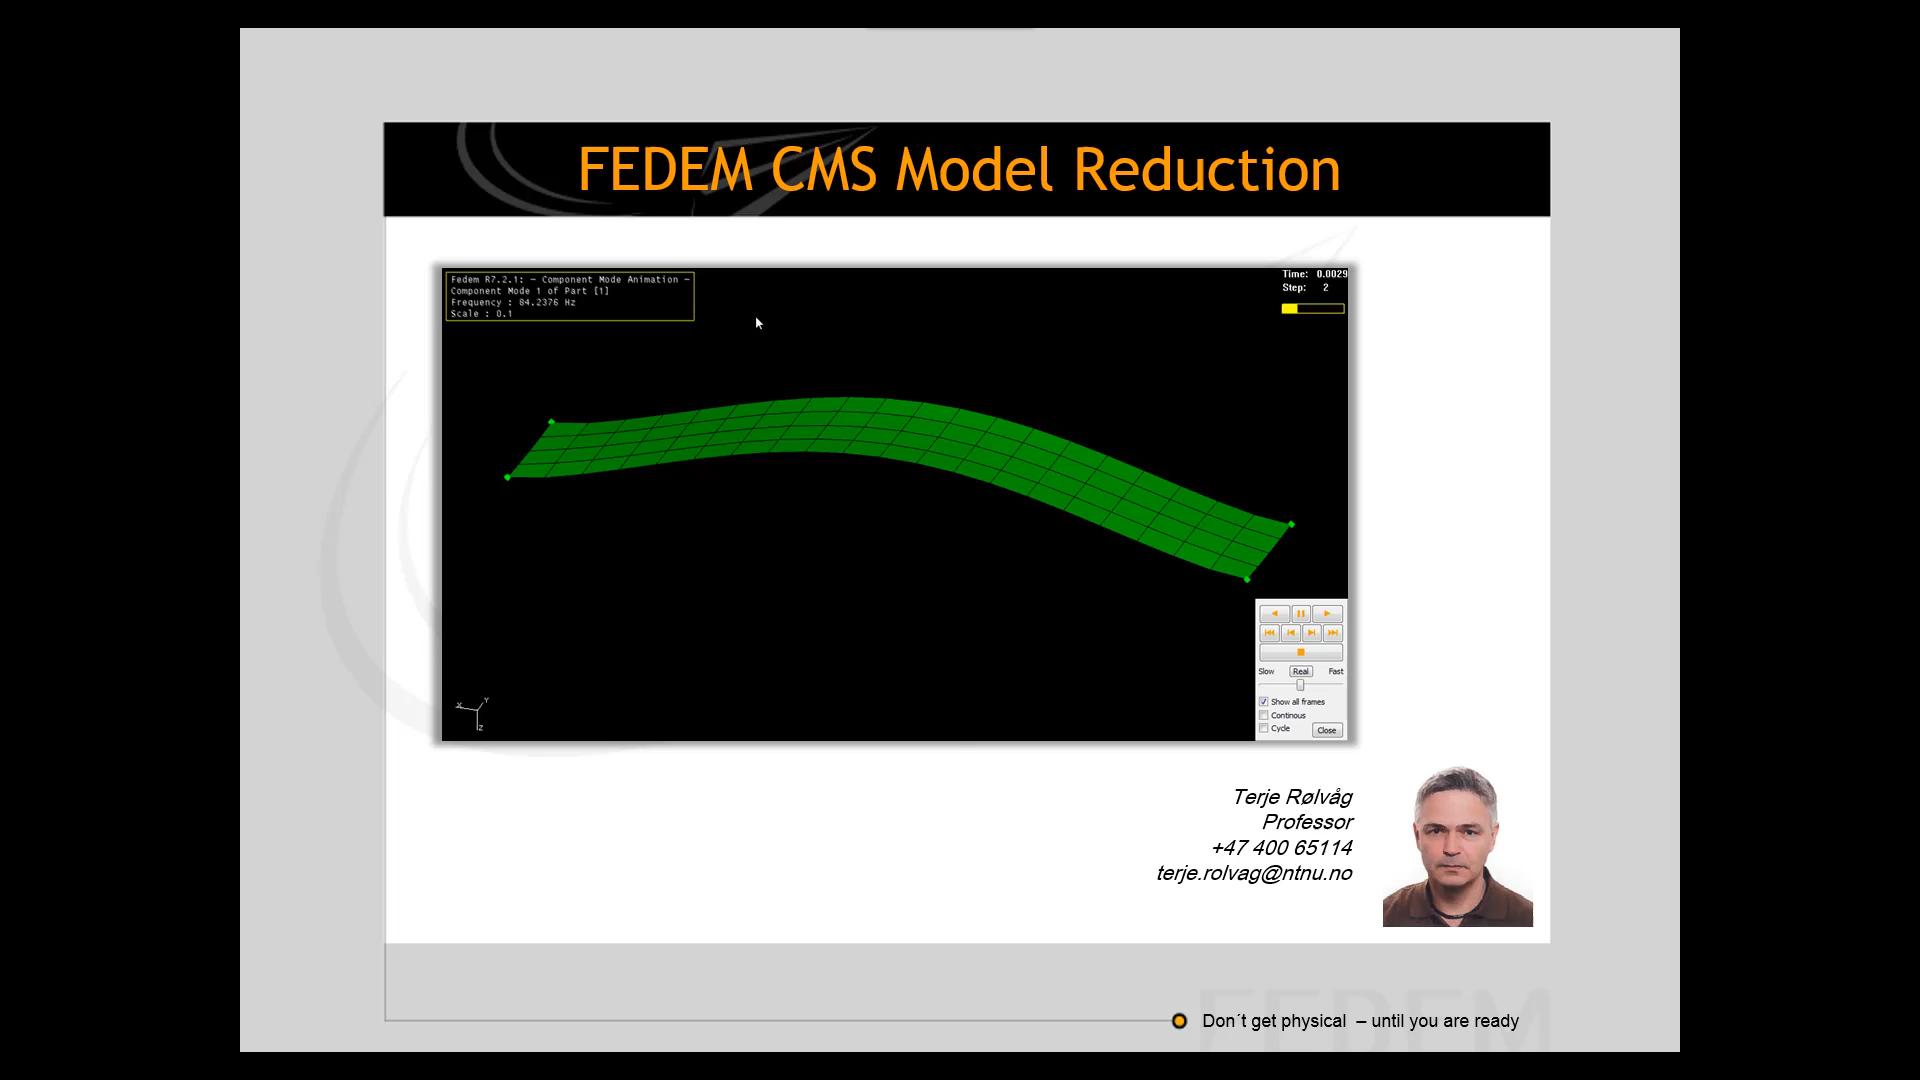 FEDEM CMS Model Reduction
Fedem R7.2.1: - Component Mode Animation -
Component Mode 1 of Part [1]
Frequency : 84.2376 Hz
Scale : 0.1
Time: 0.0029
Step: 2
X
Y
Z
Slow Real Fast
Show all frames
Continous
Cycle
Close
Terje Rølvåg
Professor
+47 400 65114
terje.rolvag@ntnu.no
FEDEM
Don´t get physical – until you are ready